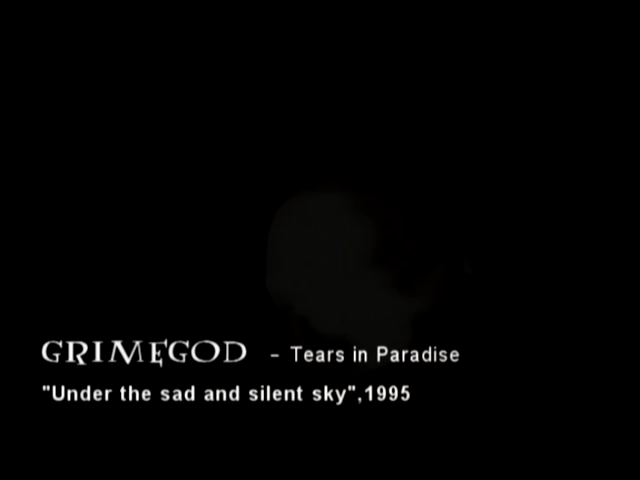 GRIMEGOD - Tears in Paradise
"Under the sad and silent sky",1995